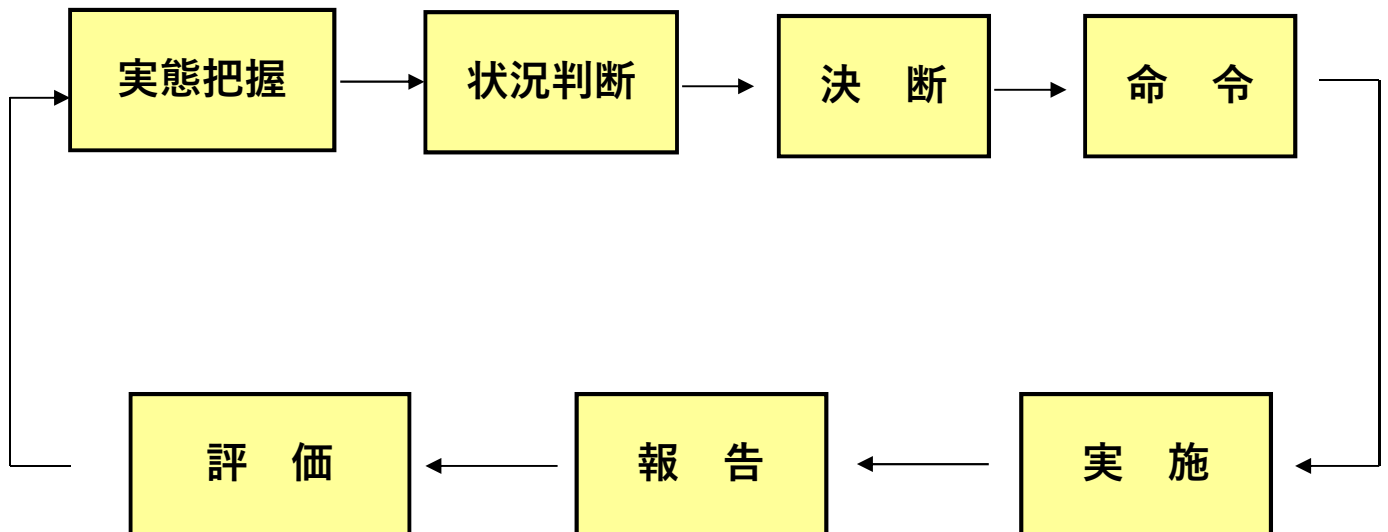 実態把握
状況判断
決　断
命　令
実　施
報　告
評　価